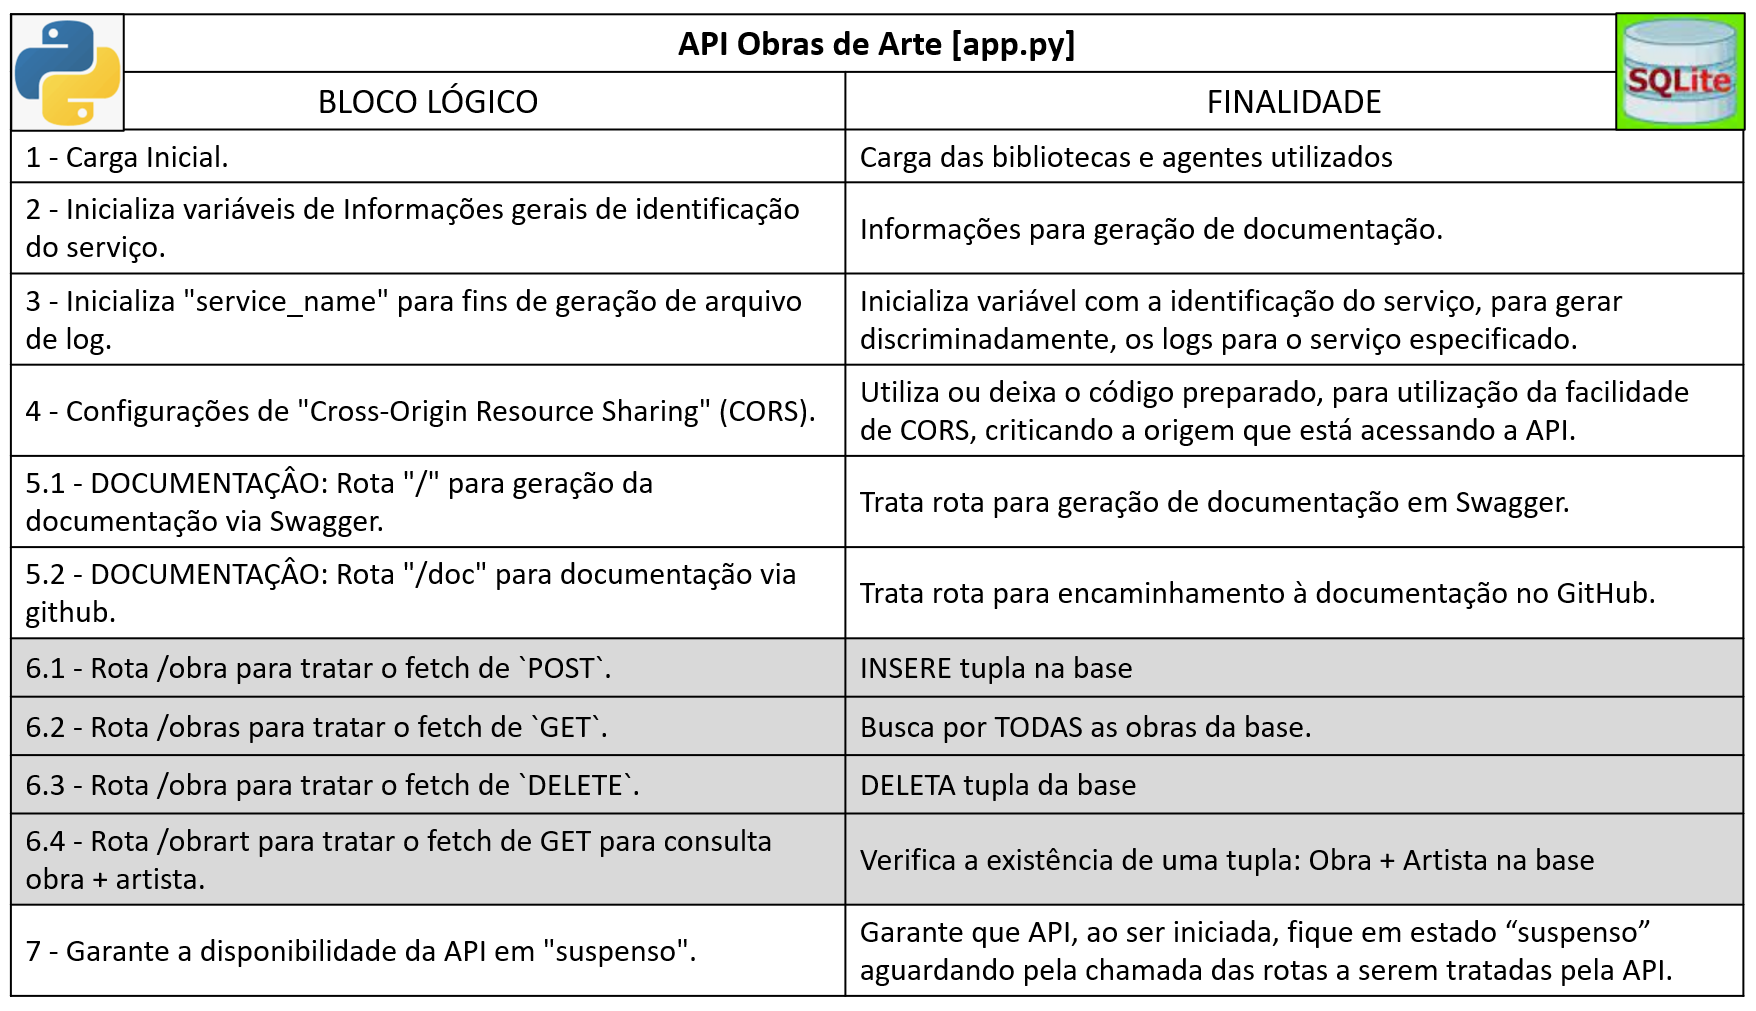 API Obras de Arte [app.py]
SQLite
BLOCO LÓGICO
FINALIDADE
1 - Carga Inicial.
Carga das bibliotecas e agentes utilizados
2 - Inicializa variáveis de Informações gerais de identificação
do serviço.
Informações para geração de documentação.
3 - Inicializa "service_name" para fins de geração de arquivo
de log.
Inicializa variável com a identificação do serviço, para gerar
discriminadamente, os logs para o serviço especificado.
4 - Configurações de "Cross-Origin Resource Sharing" (CORS).
Utiliza ou deixa o código preparado, para utilização da facilidade
de CORS, criticando a origem que está acessando a API.
5.1 - DOCUMENTAÇÂO: Rota "/" para geração da
documentação via Swagger.
Trata rota para geração de documentação em Swagger.
5.2 - DOCUMENTAÇÂO: Rota "/doc" para documentação via
github.
Trata rota para encaminhamento à documentação no GitHub.
6.1 - Rota /obra para tratar o fetch de `POST`.
INSERE tupla na base
6.2 - Rota /obras para tratar o fetch de `GET`.
Busca por TODAS as obras da base.
6.3 - Rota /obra para tratar o fetch de `DELETE`.
DELETA tupla da base
6.4 - Rota /obrart para tratar o fetch de GET para consulta
obra + artista.
Verifica a existência de uma tupla: Obra + Artista na base
7 - Garante a disponibilidade da API em "suspenso".
Garante que API, ao ser iniciada, fique em estado “suspenso”
aguardando pela chamada das rotas a serem tratadas pela API.